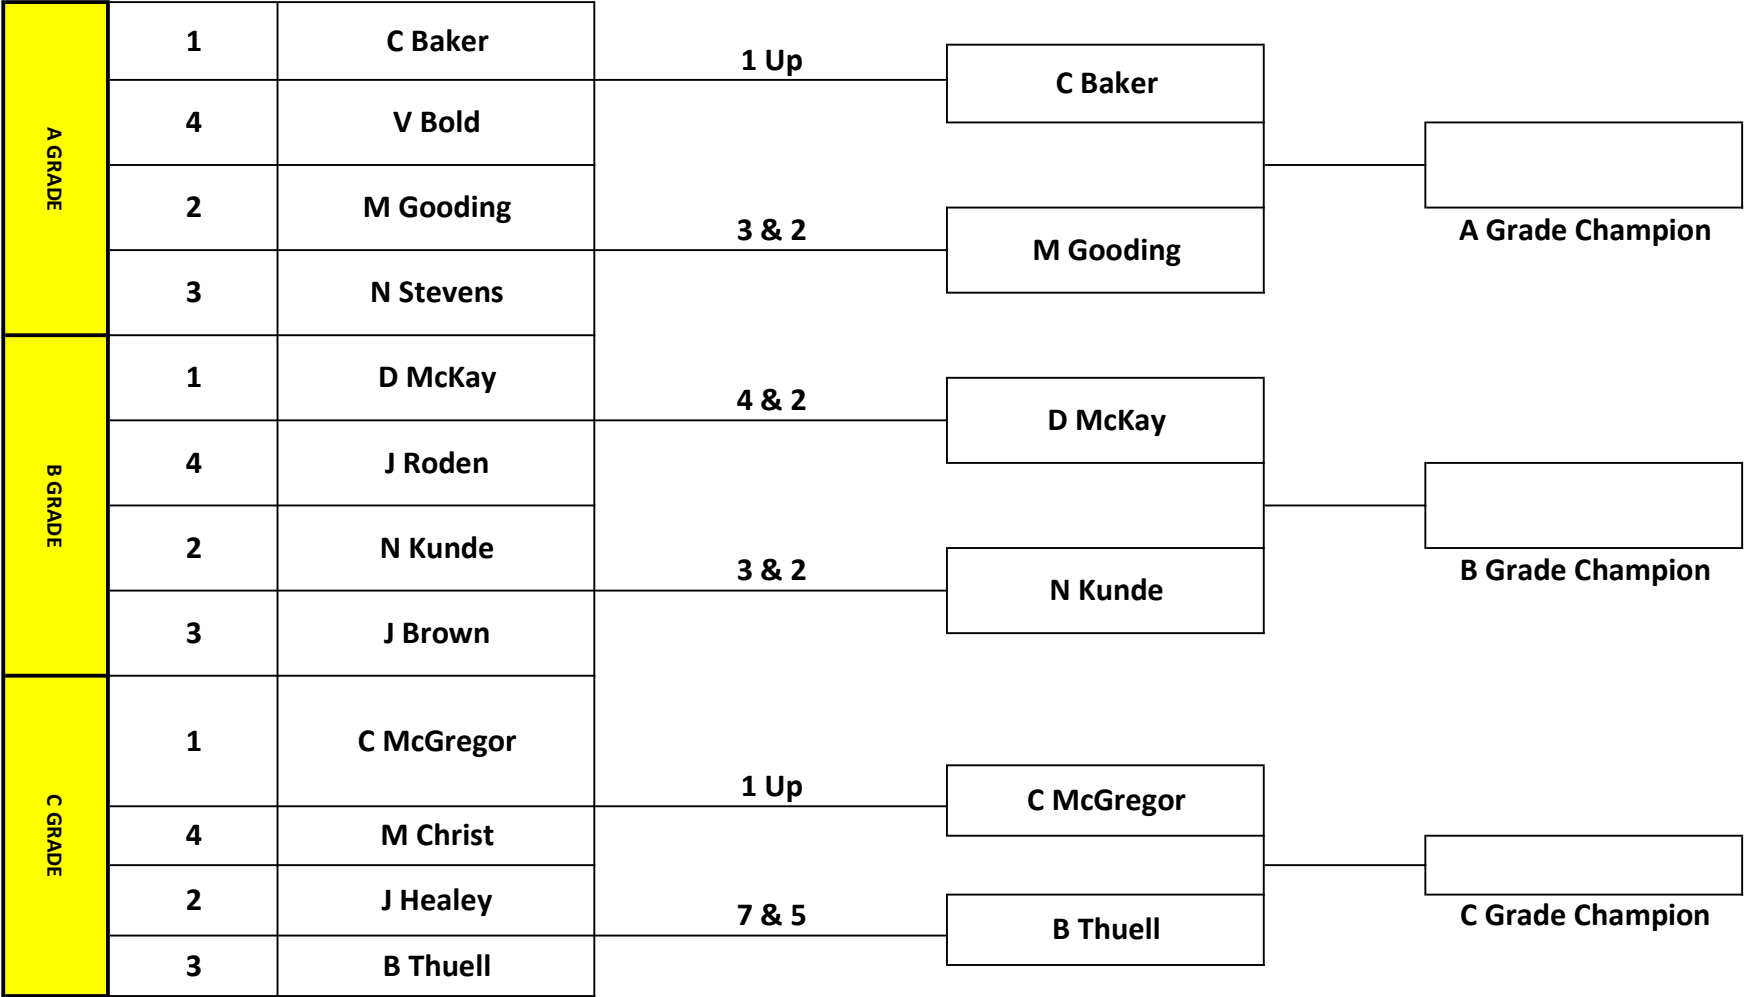 A GRADE
1 C Baker
4 V Bold
2 M Gooding
3 N Stevens
1 Up
3 & 2
C Baker
M Gooding
A Grade Champion
B GRADE
1 D McKay
4 J Roden
2 N Kunde
3 J Brown
4 & 2
3 & 2
D McKay
N Kunde
B Grade Champion
C GRADE
1 C McGregor
4 M Christ
2 J Healey
3 B Thuell
1 Up
7 & 5
C McGregor
B Thuell
C Grade Champion